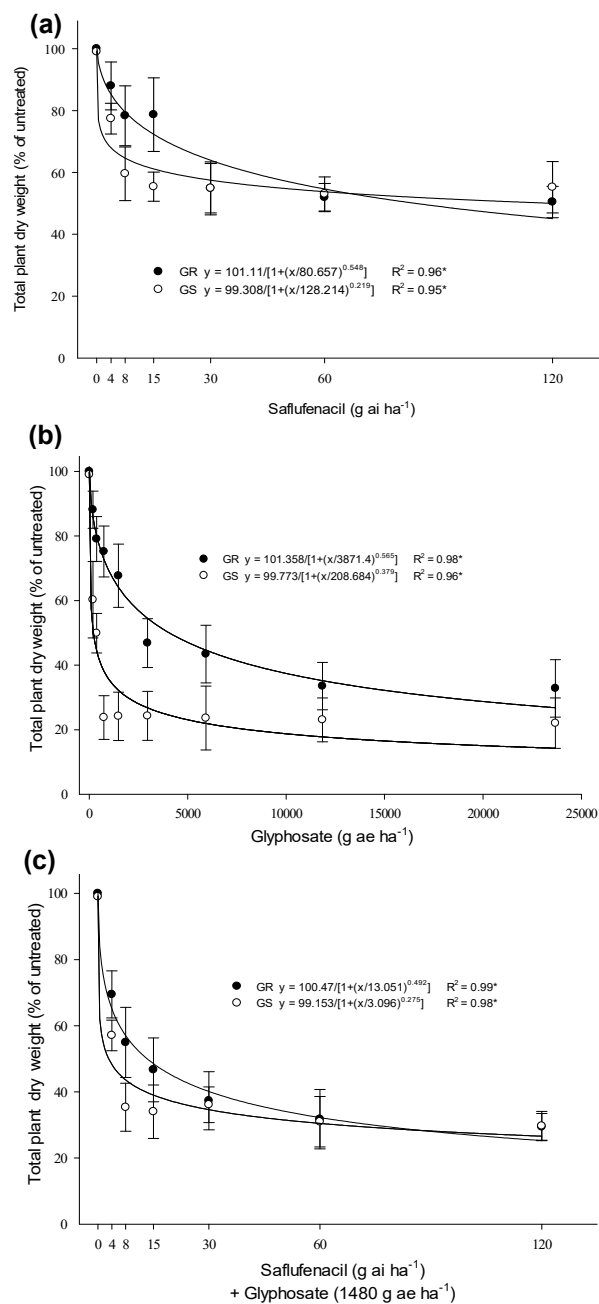 (a)
100
80
60
40
20
0
Total plant dry weight (% of untreated)
GR y = 101.11/[1+(x/80.657)^0.548] R² = 0.96*
GS y = 99.308/[1+(x/128.214)^0.219] R² = 0.95*
0 4 8 15 30 60 120
Saflufenacil (g ai ha⁻¹)
(b)
100
80
60
40
20
0
Total plant dry weight (% of untreated)
GR y = 101.358/[1+(x/3871.4)^0.565] R² = 0.98*
GS y = 99.773/[1+(x/208.684)^0.379] R² = 0.96*
0 5000 10000 15000 20000 25000
Glyphosate (g ae ha⁻¹)
(c)
100
80
60
40
20
0
Total plant dry weight (% of untreated)
GR y = 100.47/[1+(x/13.051)^0.492] R² = 0.99*
GS y = 99.153/[1+(x/3.096)^0.275] R² = 0.98*
0 4 8 15 30 60 120
Saflufenacil (g ai ha⁻¹)
+ Glyphosate (1480 g ae ha⁻¹)